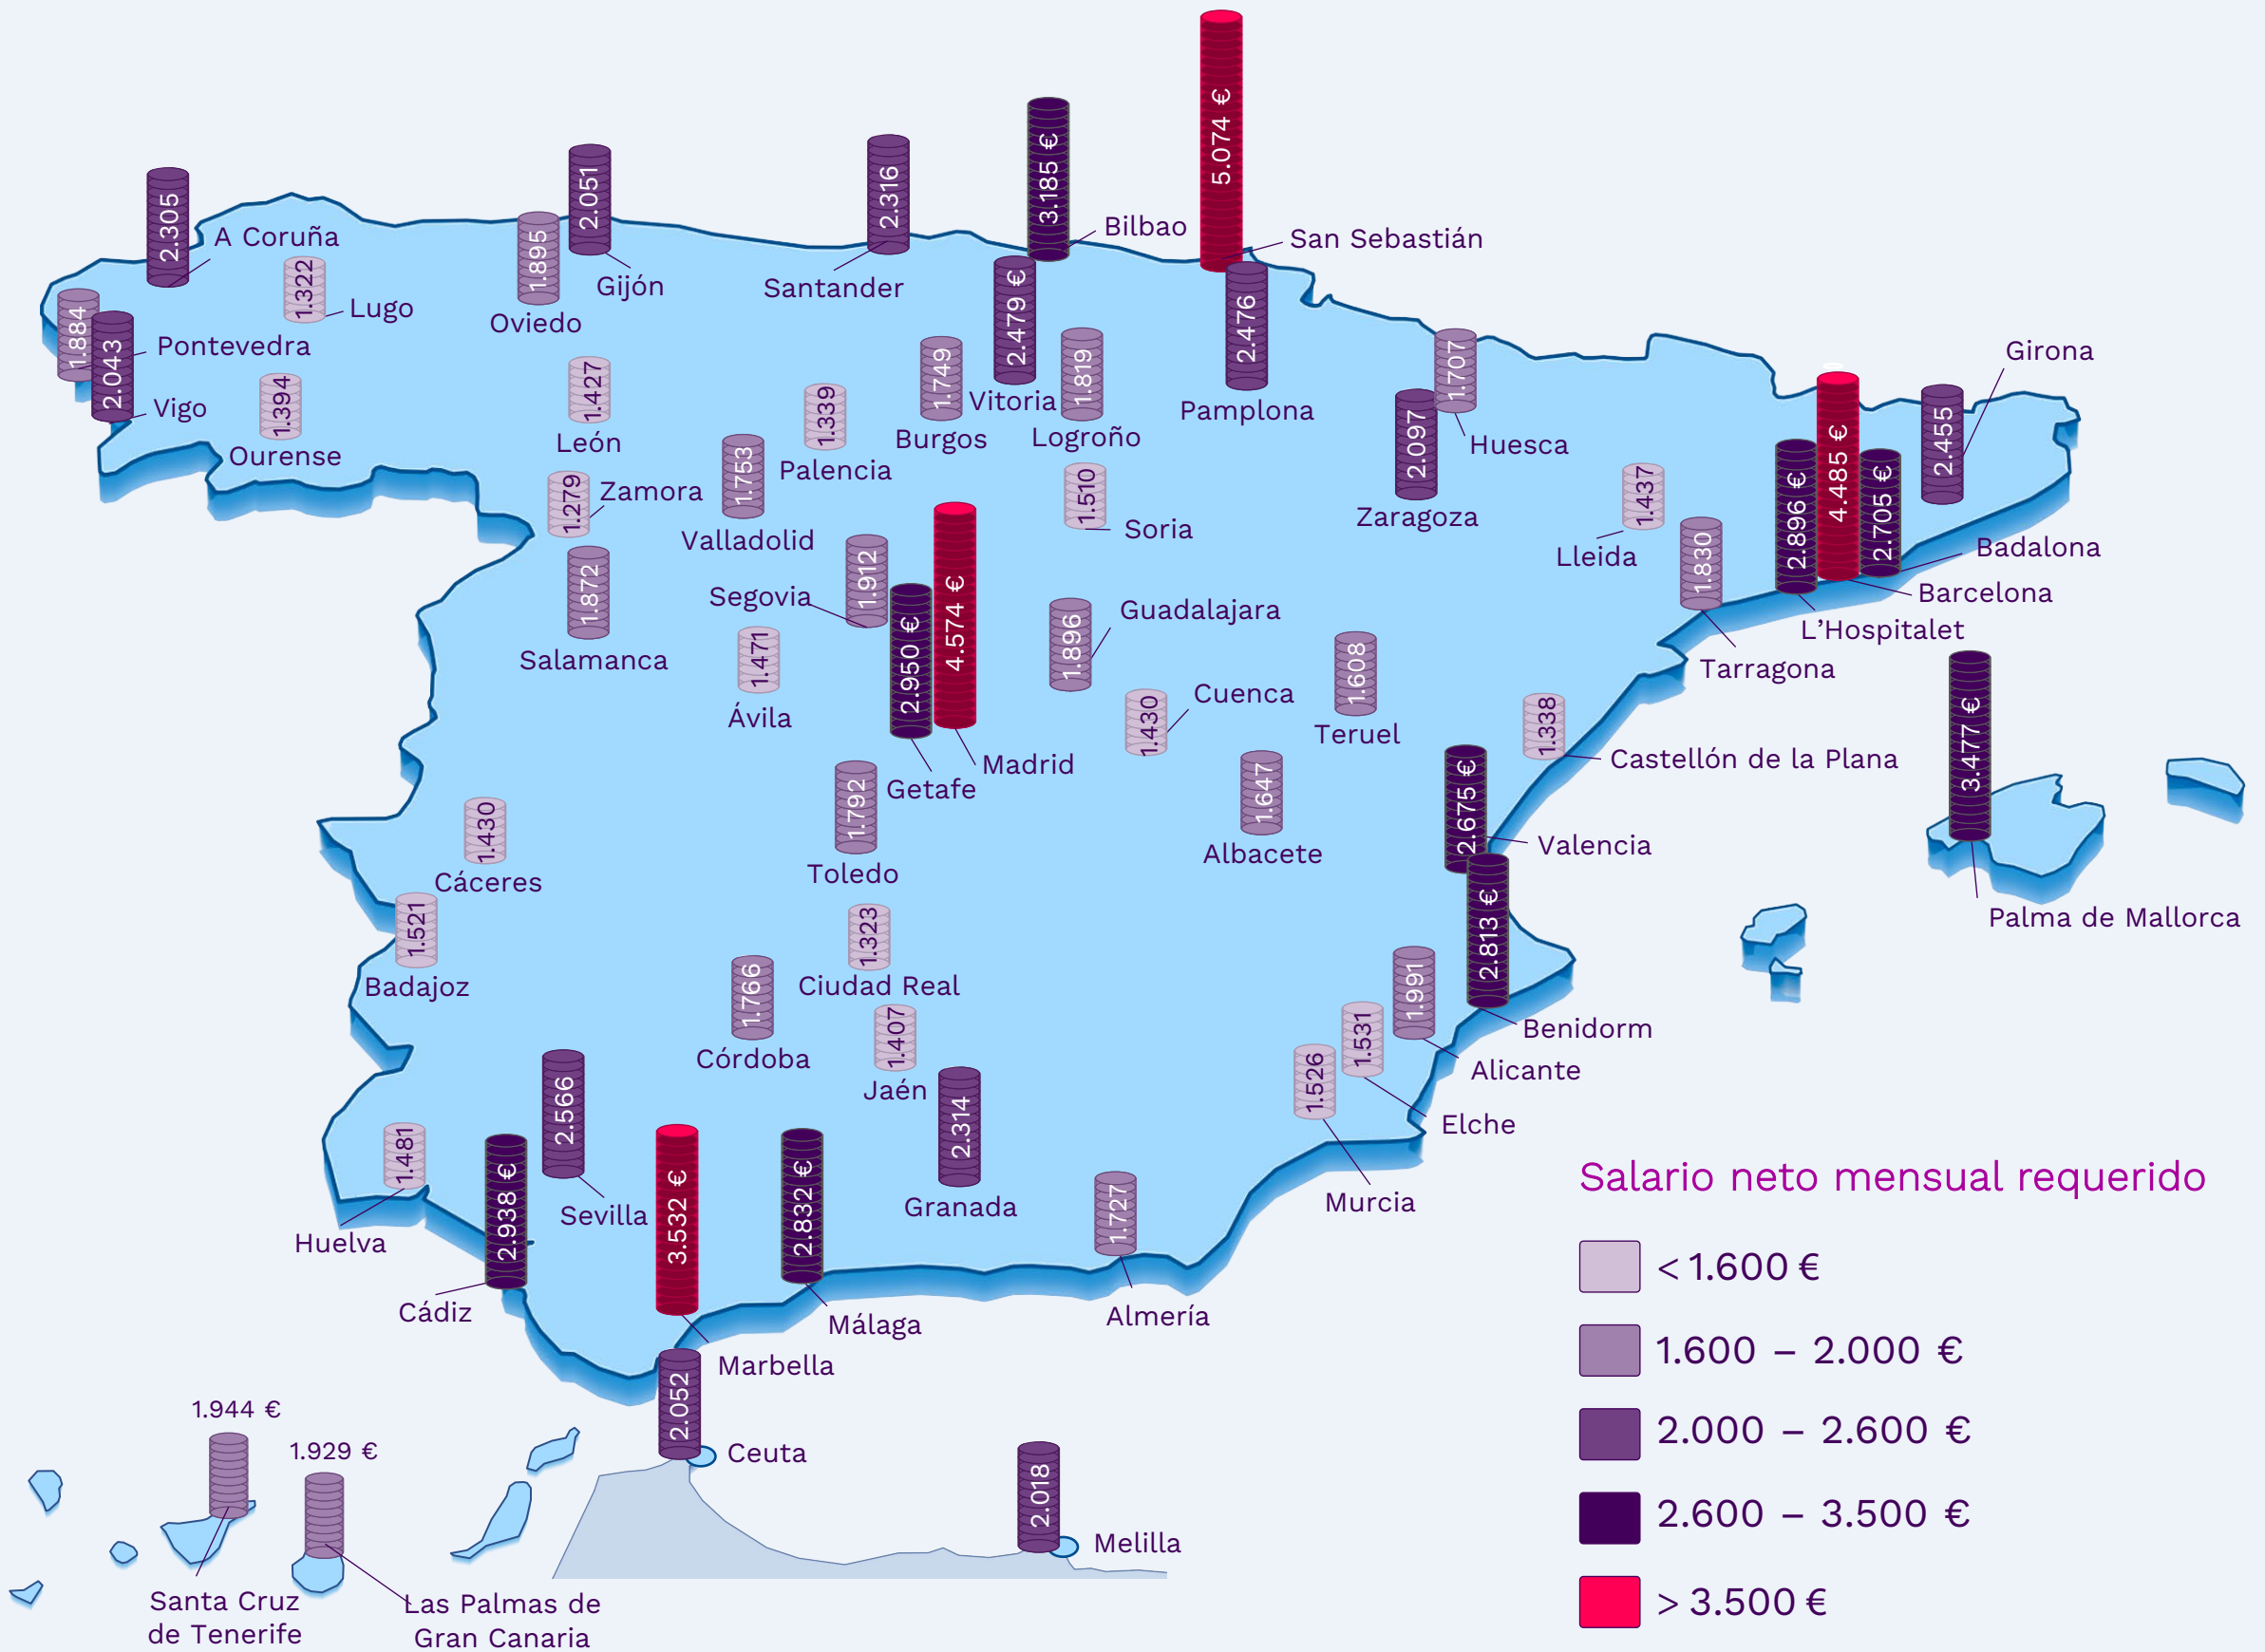 5.074 €
San Sebastián
3.185 €
Bilbao
2.305
A Coruña
2.051
Gijón
1.895
Oviedo
2.316
Santander
1.322
Lugo
1.884
Pontevedra
2.043
Vigo
1.394
Ourense
1.427
León
1.339
Palencia
1.749
Burgos
2.479 €
Vitoria
1.819
Logroño
2.476
Pamplona
1.707
Huesca
2.097
Zaragoza
Girona
2.455
4.485 €
Barcelona
2.896 €
L’Hospitalet
2.705 €
Badalona
1.437
Lleida
1.830
Tarragona
1.279
Zamora
1.753
Valladolid
1.510
Soria
1.872
Salamanca
1.912
Segovia
1.471
Ávila
2.950 €
Getafe
4.574 €
Madrid
1.896
Guadalajara
1.430
Cuenca
1.608
Teruel
1.338
Castellón de la Plana
3.477 €
Palma de Mallorca
1.430
Cáceres
1.792
Toledo
1.647
Albacete
2.675 €
Valencia
1.521
Badajoz
1.323
Ciudad Real
2.813 €
Benidorm
1.766
Córdoba
1.407
Jaén
1.991
Alicante
1.531
Elche
1.526
Murcia
1.481
Huelva
2.938 €
Cádiz
2.566
Sevilla
3.532 €
Marbella
2.832 €
Málaga
2.314
Granada
1.727
Almería
2.052
Ceuta
2.018
Melilla
1.944 €
Santa Cruz
de Tenerife
1.929 €
Las Palmas de
Gran Canaria
Salario neto mensual requerido
< 1.600 €
1.600 – 2.000 €
2.000 – 2.600 €
2.600 – 3.500 €
> 3.500 €